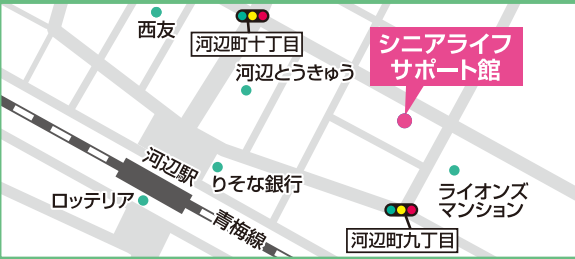 西友
河辺町十丁目
シニアライフ
サポート館
河辺とうきゅう
河辺駅
りそな銀行
ロッテリア
ライオンズ
マンション
青梅線
河辺町九丁目